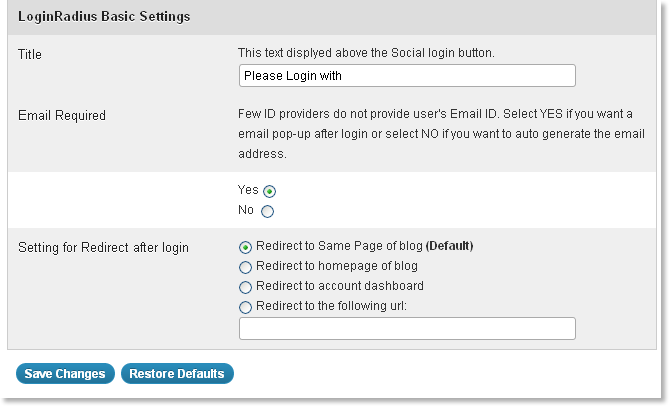 LoginRadius Basic Settings
Title
This text displyed above the Social login button.
Please Login with
Email Required
Few ID providers do not provide user's Email ID. Select YES if you want a
email pop-up after login or select NO if you want to auto generate the email
address.
Yes
No
Setting for Redirect after login
Redirect to Same Page of blog (Default)
Redirect to homepage of blog
Redirect to account dashboard
Redirect to the following url:
Save Changes
Restore Defaults